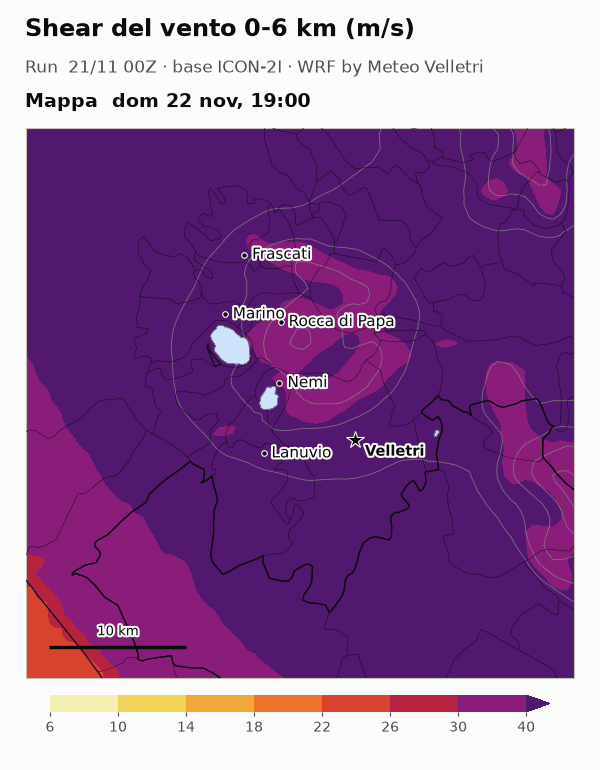 Shear del vento 0-6 km (m/s)
Run  21/11 00Z · base ICON-2I · WRF by Meteo Velletri
Mappa  dom 22 nov, 19:00
Frascati
Marino
Rocca di Papa
Nemi
Velletri
Lanuvio
10 km
6 10 14 18 22 26 30 40